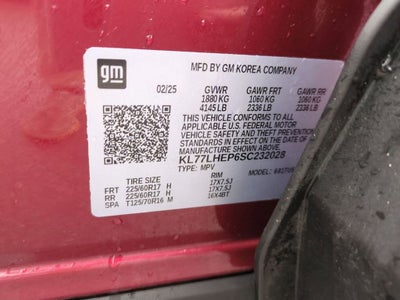 gm
MFD BY GM KOREA COMPANY
02/25 GVWR GAWR FRT GAWR RR
1880 KG 1060 KG 1060 KG
4145 LB 2336 LB 2336 LB
THIS VEHICLE CONFORMS TO ALL
APPLICABLE U.S. FEDERAL MOTOR
VEHICLE SAFETY AND BUMPER
THEFT PREVENTION STANDARDS
IN EFFECT ON THE DATE OF
MANUFACTURE SHOWN ABOVE.
KL77LHEP6SC232028
TYPE: MPV
RIM
FRT 225/60R17 H 17X7.5J
RR 225/60R17 H 17X7.5J
SPA T125/70R16 M 16X4BT